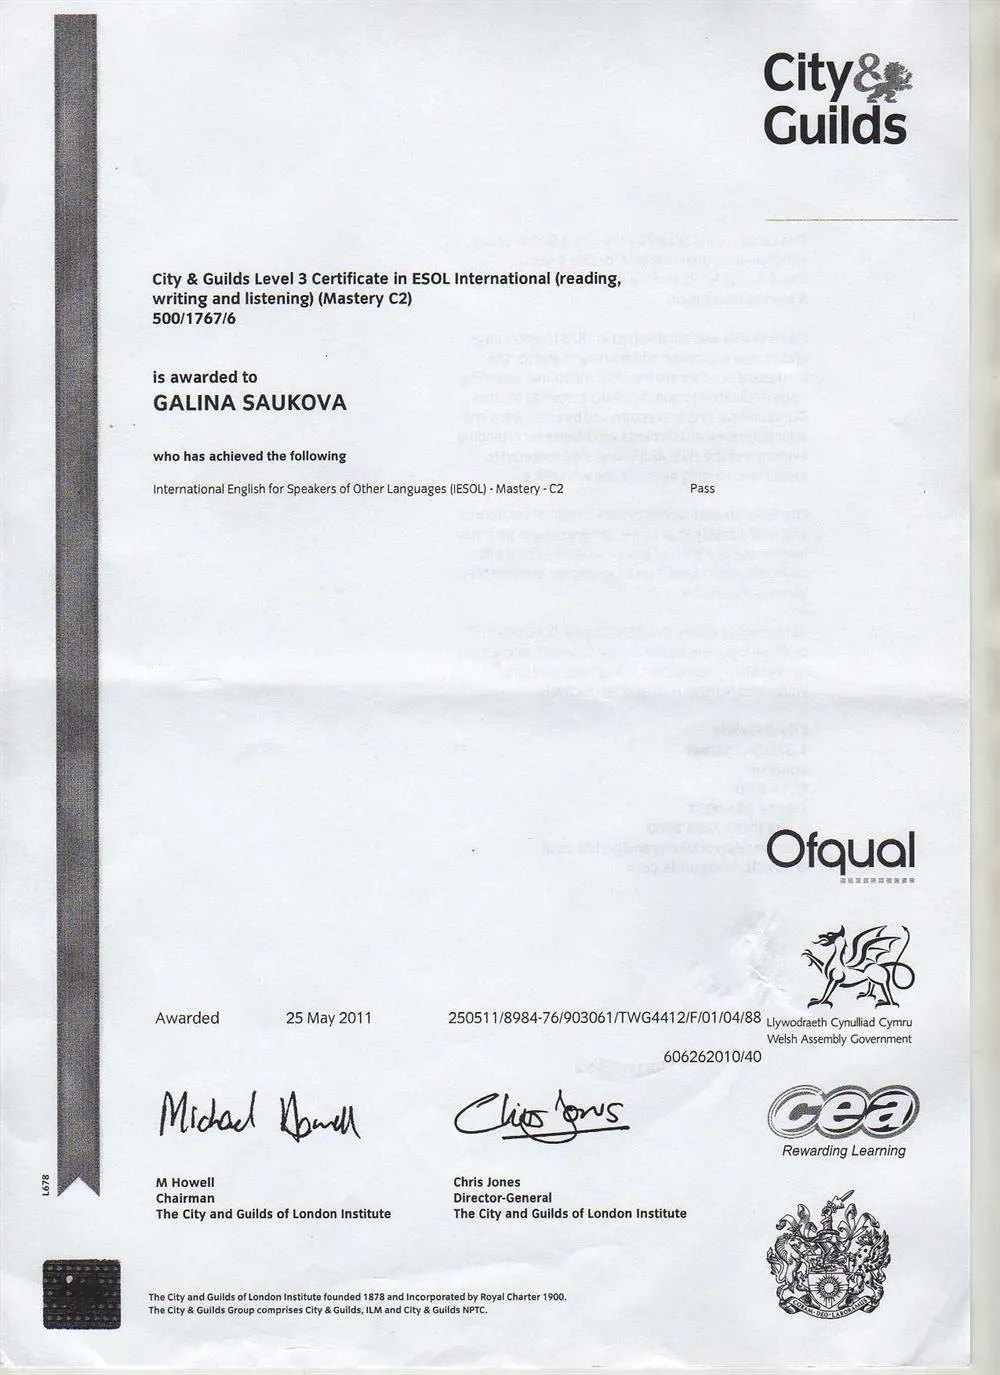 City&
Guilds
City & Guilds Level 3 Certificate in ESOL International (reading,
writing and listening) (Mastery C2)
500/1767/6
is awarded to
GALINA SAUKOVA
who has achieved the following
International English for Speakers of Other Languages (IESOL) - Mastery - C2 Pass
Ofqual
Awarded 25 May 2011 250511/8984-76/903061/TWG4412/F/01/04/88
Llywodraeth Cynulliad Cymru
Welsh Assembly Government
606262010/40
Michael Howell Chris Jones
cea
Rewarding Learning
L678
M Howell Chris Jones
Chairman Director-General
The City and Guilds of London Institute The City and Guilds of London Institute
The City and Guilds of London Institute founded 1878 and Incorporated by Royal Charter 1900.
The City & Guilds Group comprises City & Guilds, ILM and City & Guilds NPTC.